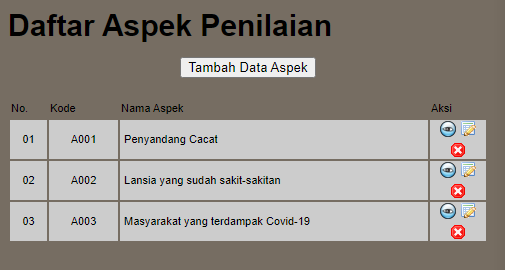 Daftar Aspek Penilaian
Tambah Data Aspek
No. Kode Nama Aspek Aksi
01 A001 Penyandang Cacat
02 A002 Lansia yang sudah sakit-sakitan
03 A003 Masyarakat yang terdampak Covid-19